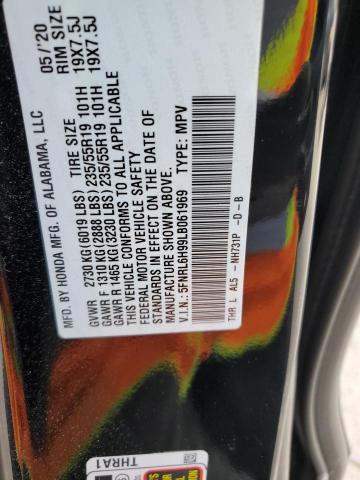 MFD. BY HONDA MFG. OF ALABAMA, LLC 05/'20
TIRE SIZE RIM SIZE
GVWR 2730 KG(6019 LBS)
GAWR F 1310 KG(2888 LBS) 235/55R19 101H 19X7.5J
GAWR R 1465 KG(3230 LBS) 235/55R19 101H 19X7.5J
THIS VEHICLE CONFORMS TO ALL APPLICABLE
FEDERAL MOTOR VEHICLE SAFETY
STANDARDS IN EFFECT ON THE DATE OF
MANUFACTURE SHOWN ABOVE.
V.I.N.: 5FNRL6H99LB061969 TYPE: MPV
THR L AL5 -NH731P -D -B
THRA1